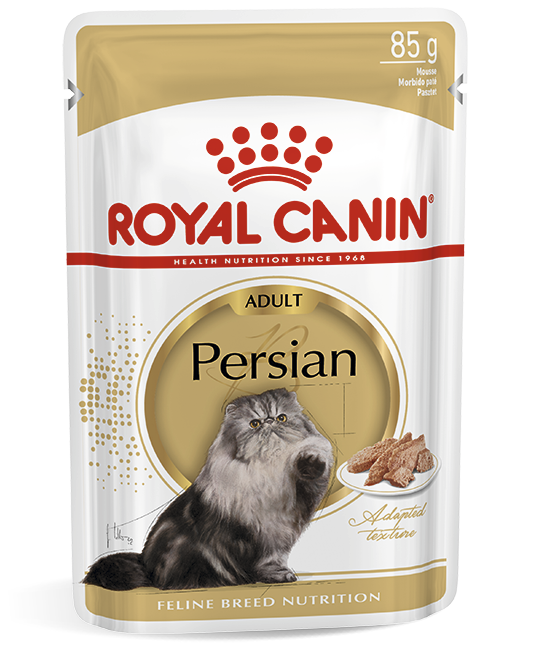 85 g
Mousse
Morbido paté
Pasztet
ROYAL CANIN®
HEALTH NUTRITION SINCE 1968
ADULT
Persian
Adapted
texture
FELINE BREED NUTRITION